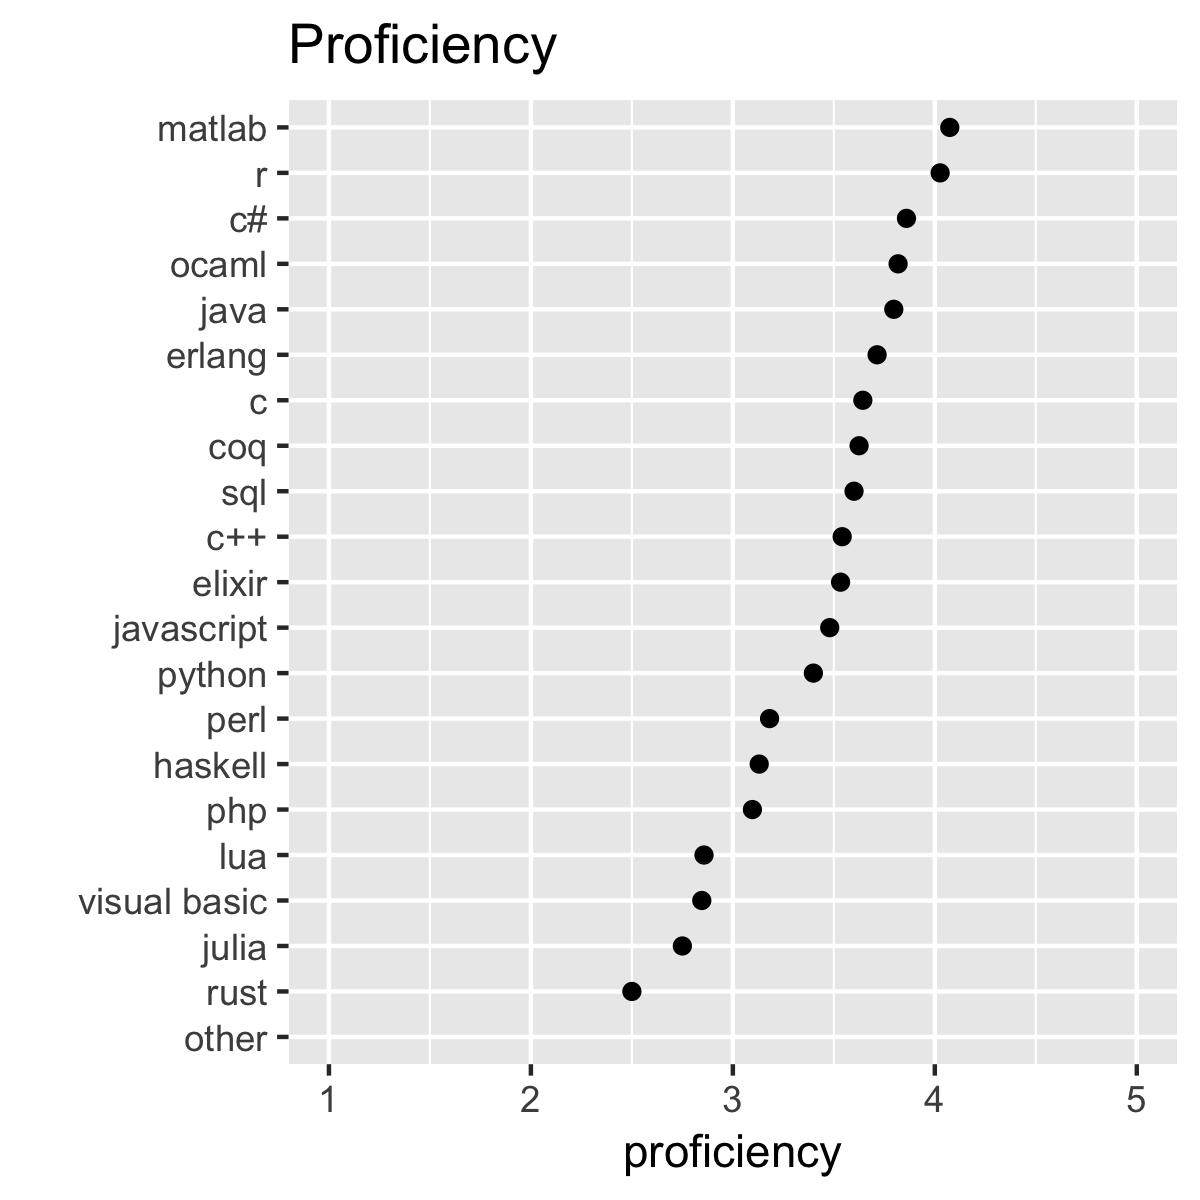 Proficiency
matlab
r
c#
ocaml
java
erlang
c
coq
sql
c++
elixir
javascript
python
perl
haskell
php
lua
visual basic
julia
rust
other
1 2 3 4 5
proficiency